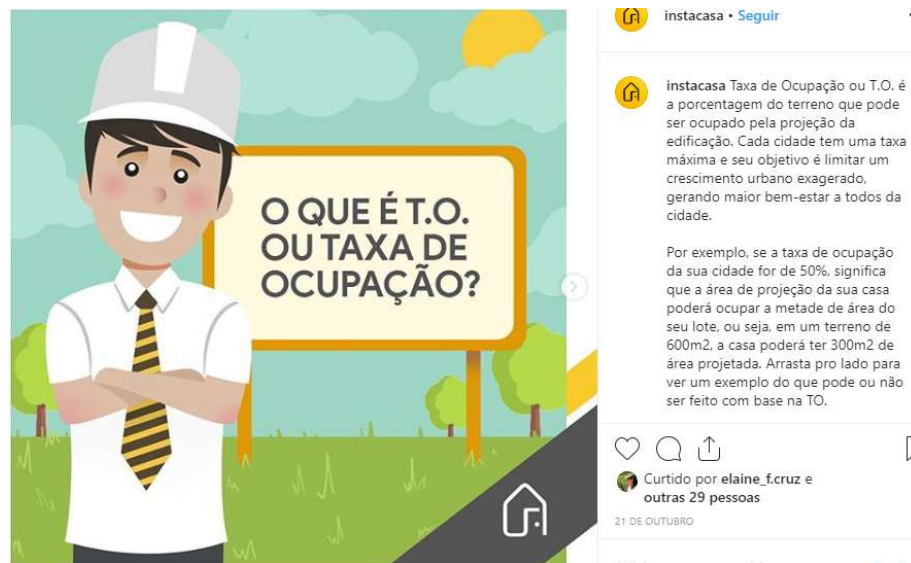 O QUE É T.O.
OU TAXA DE
OCUPAÇÃO?
instacasa • Seguir
instacasa Taxa de Ocupação ou T.O. é
a porcentagem do terreno que pode
ser ocupado pela projeção da
edificação. Cada cidade tem uma taxa
máxima e seu objetivo é limitar um
crescimento urbano exagerado,
gerando maior bem-estar a todos da
cidade.
Por exemplo, se a taxa de ocupação
da sua cidade for de 50%, significa
que a área de projeção da sua casa
poderá ocupar a metade de área do
seu lote, ou seja, em um terreno de
600m2, a casa poderá ter 300m2 de
área projetada. Arrasta pro lado para
ver um exemplo do que pode ou não
ser feito com base na TO.
Curtido por elaine_f.cruz e
outras 29 pessoas
21 DE OUTUBRO